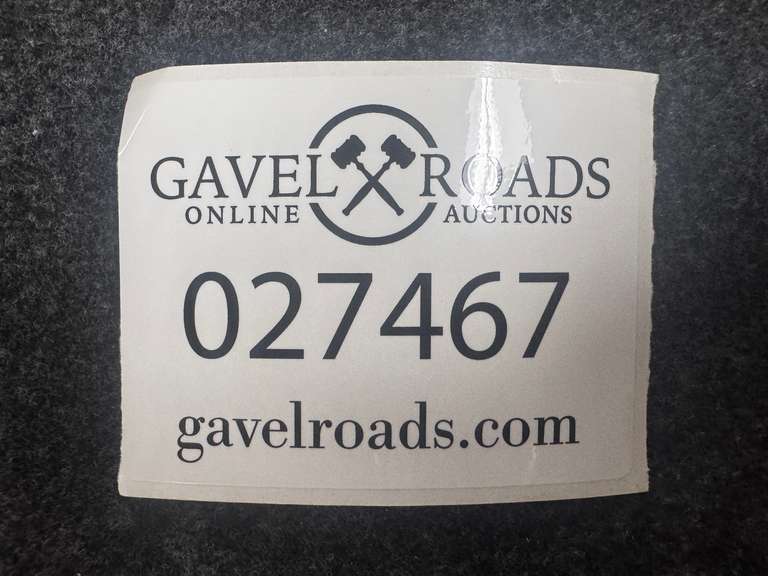 GAVEL ROADS
ONLINE AUCTIONS
027467
gavelroads.com